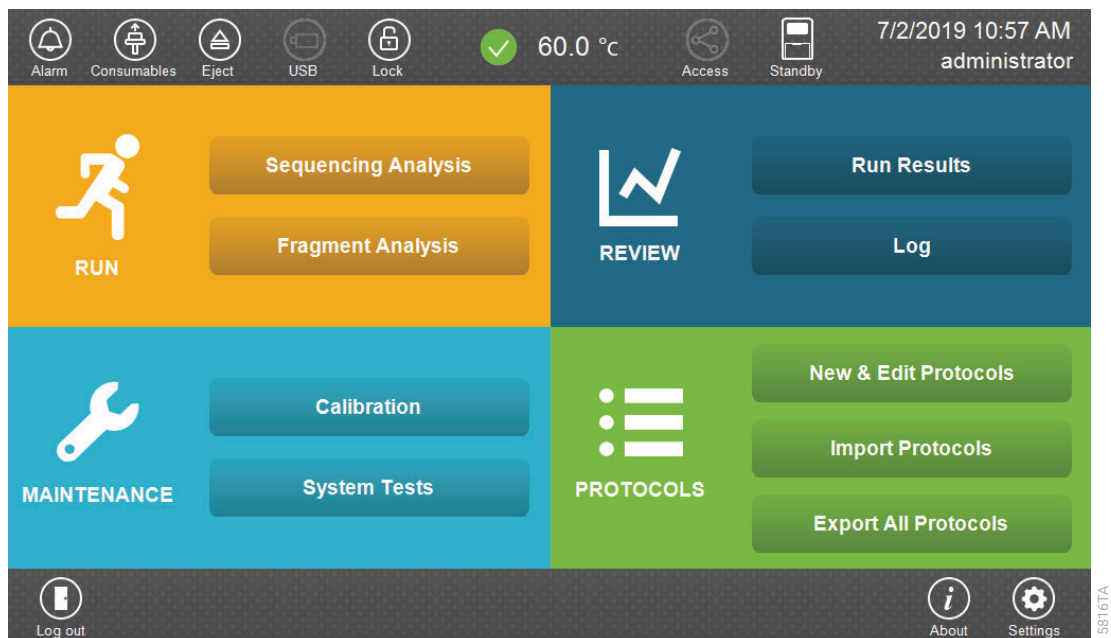 Alarm
Consumables
Eject
USB
Lock
60.0 °c
Access
Standby
7/2/2019 10:57 AM
administrator
RUN
Sequencing Analysis
Fragment Analysis
REVIEW
Run Results
Log
MAINTENANCE
Calibration
System Tests
PROTOCOLS
New & Edit Protocols
Import Protocols
Export All Protocols
Log out
i
About
Settings
5816TA